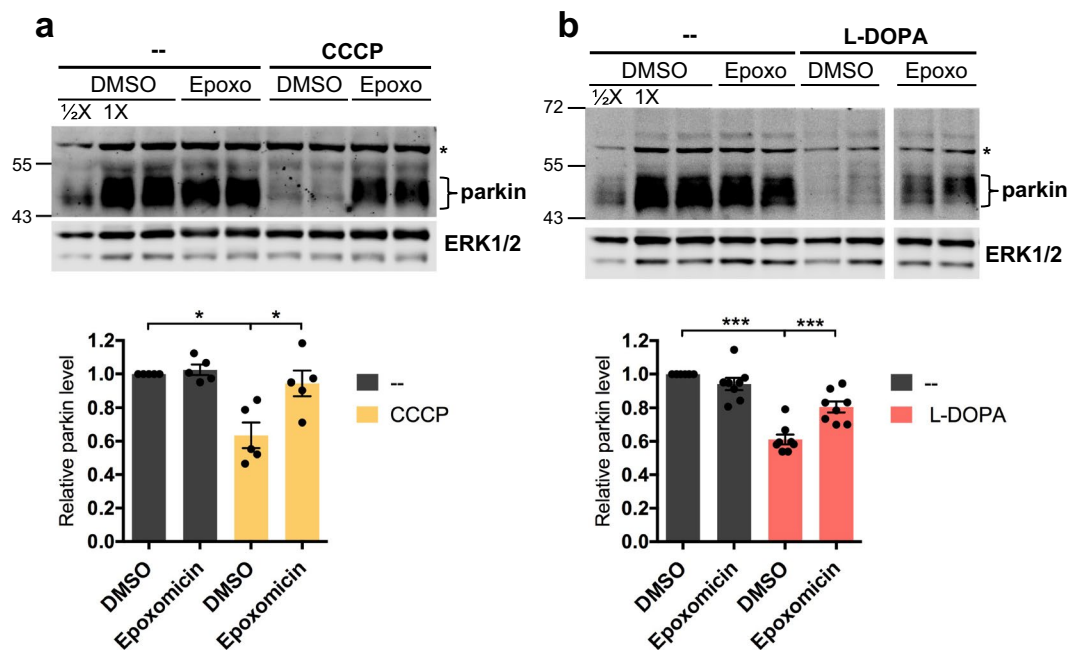 a
--
CCCP
DMSO Epoxo DMSO Epoxo
½X 1X
*
55
parkin
43
ERK1/2
* *
Relative parkin level
1.2
1.0
0.8
0.6
0.4
0.2
0.0
DMSO
Epoxomicin
DMSO
Epoxomicin
--
CCCP
b
--
L-DOPA
DMSO Epoxo DMSO Epoxo
½X 1X
72
*
55
parkin
43
ERK1/2
*** ***
Relative parkin level
1.2
1.0
0.8
0.6
0.4
0.2
0.0
DMSO
Epoxomicin
DMSO
Epoxomicin
--
L-DOPA